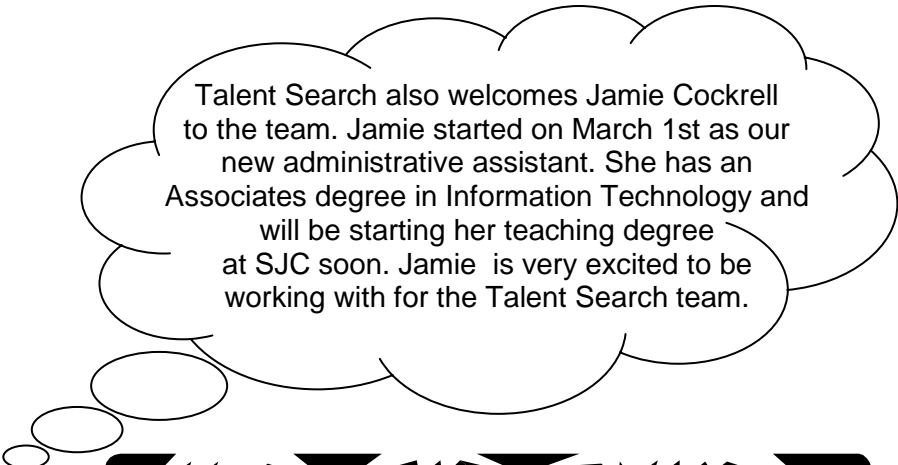 Talent Search also welcomes Jamie Cockrell
to the team. Jamie started on March 1st as our
new administrative assistant. She has an
Associates degree in Information Technology and
will be starting her teaching degree
at SJC soon. Jamie  is very excited to be
working with for the Talent Search team.